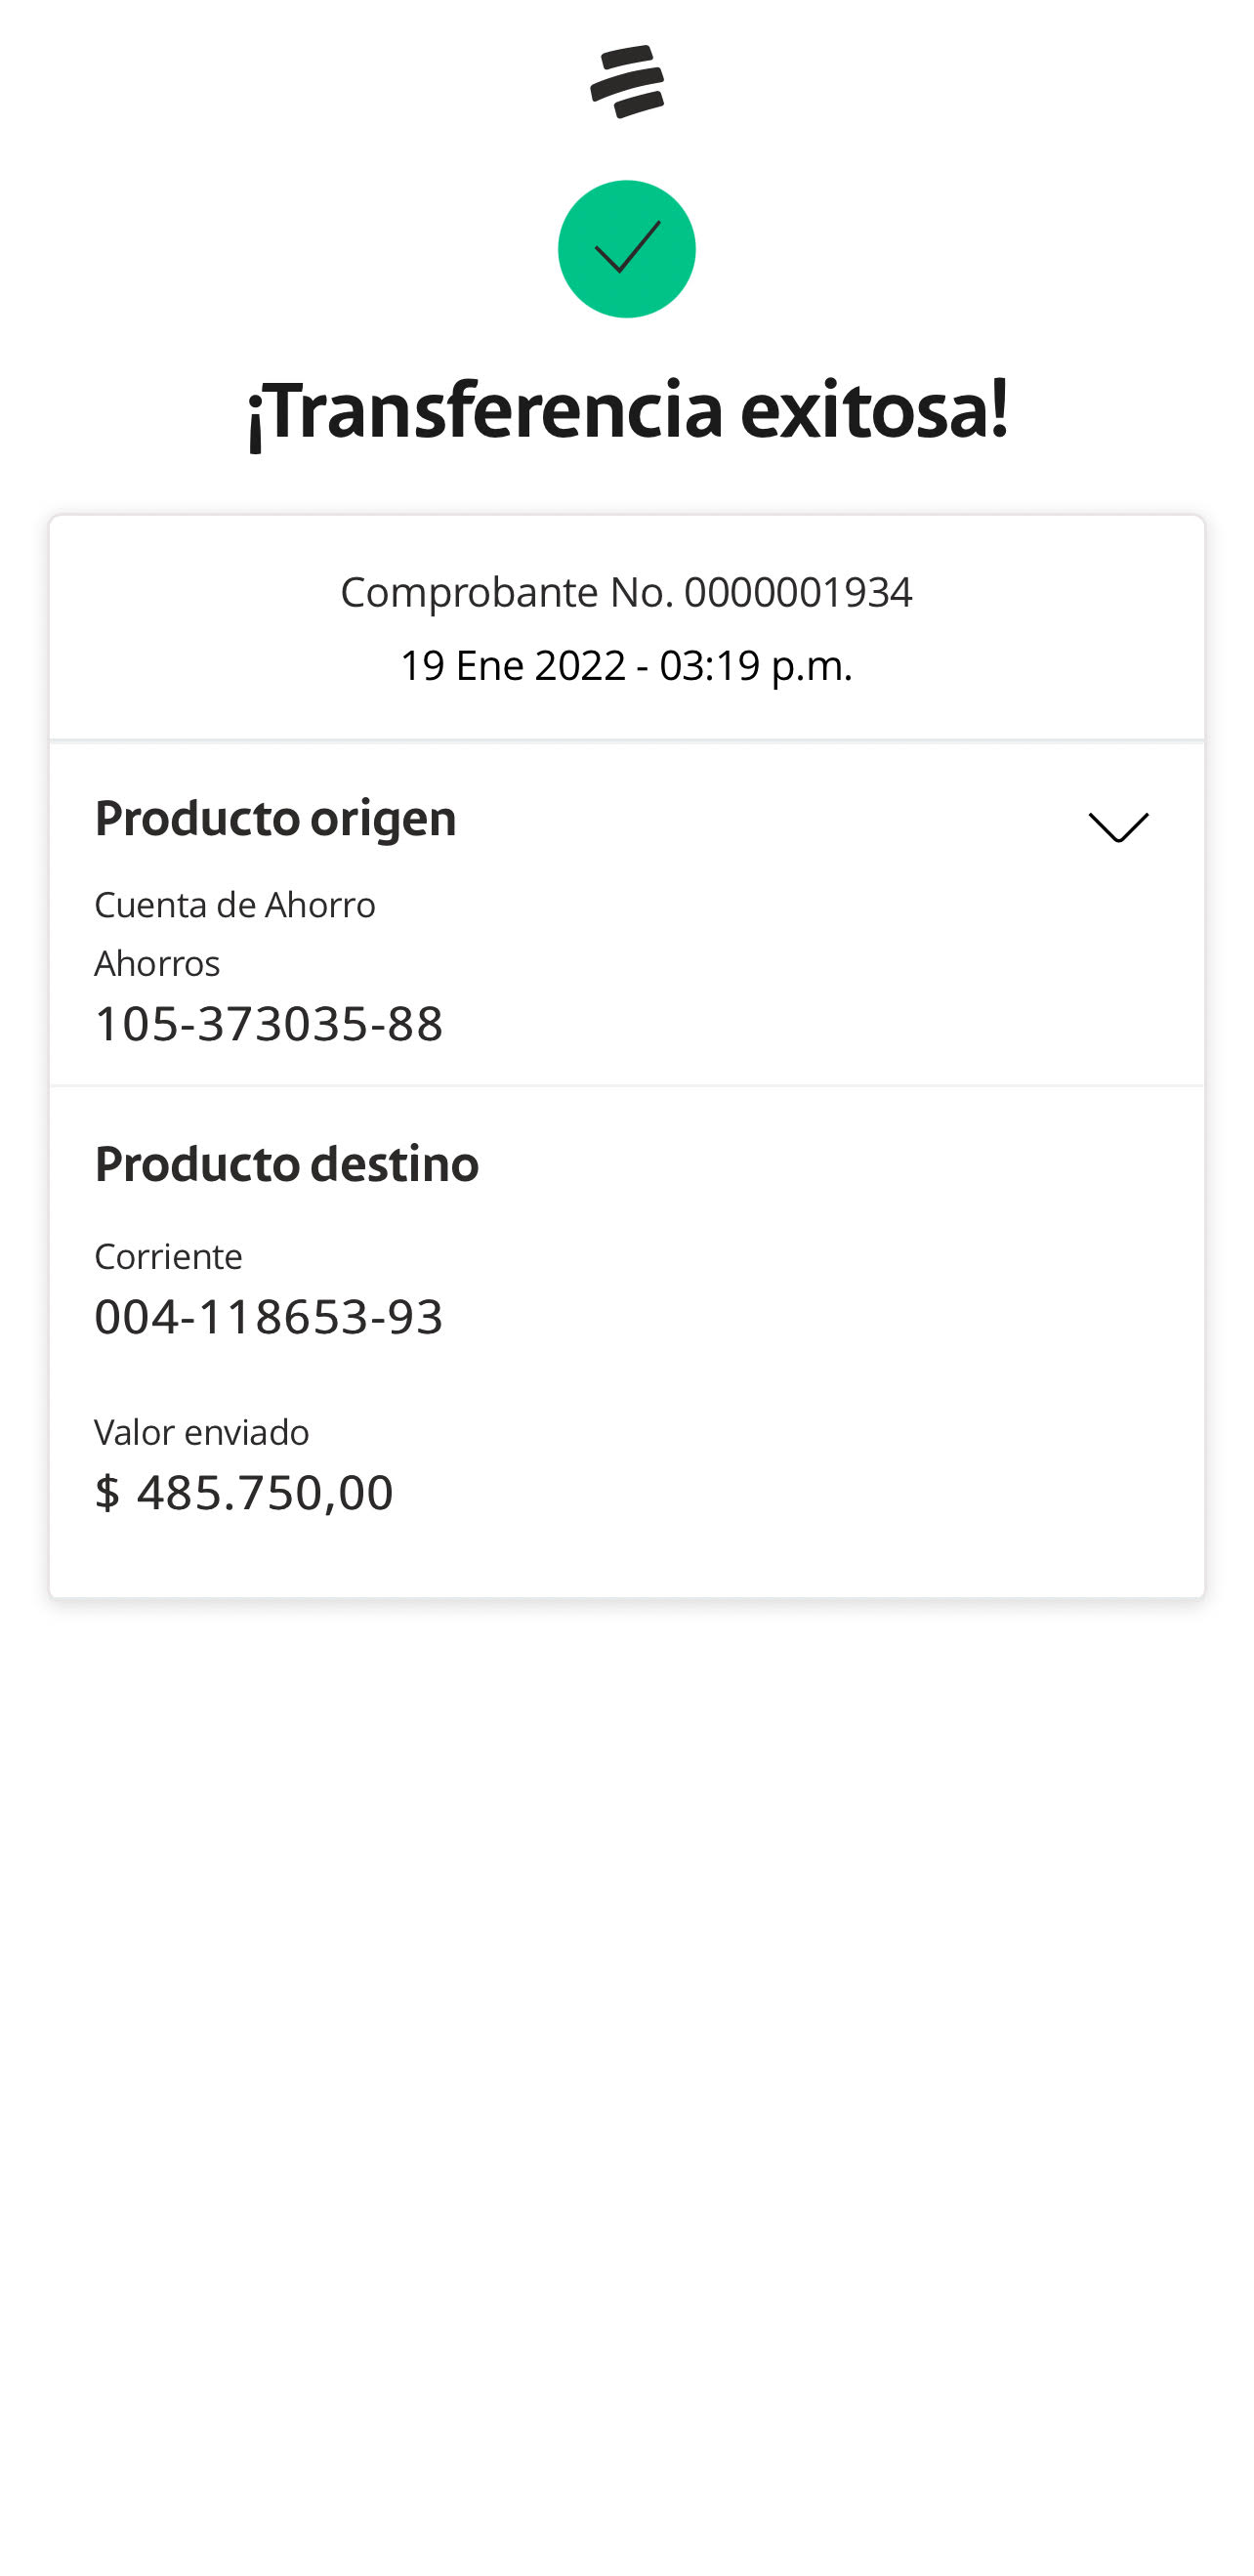 ¡Transferencia exitosa!
Comprobante No. 0000001934
19 Ene 2022 - 03:19 p.m.
Producto origen
Cuenta de Ahorro
Ahorros
105-373035-88
Producto destino
Corriente
004-118653-93
Valor enviado
$ 485.750,00